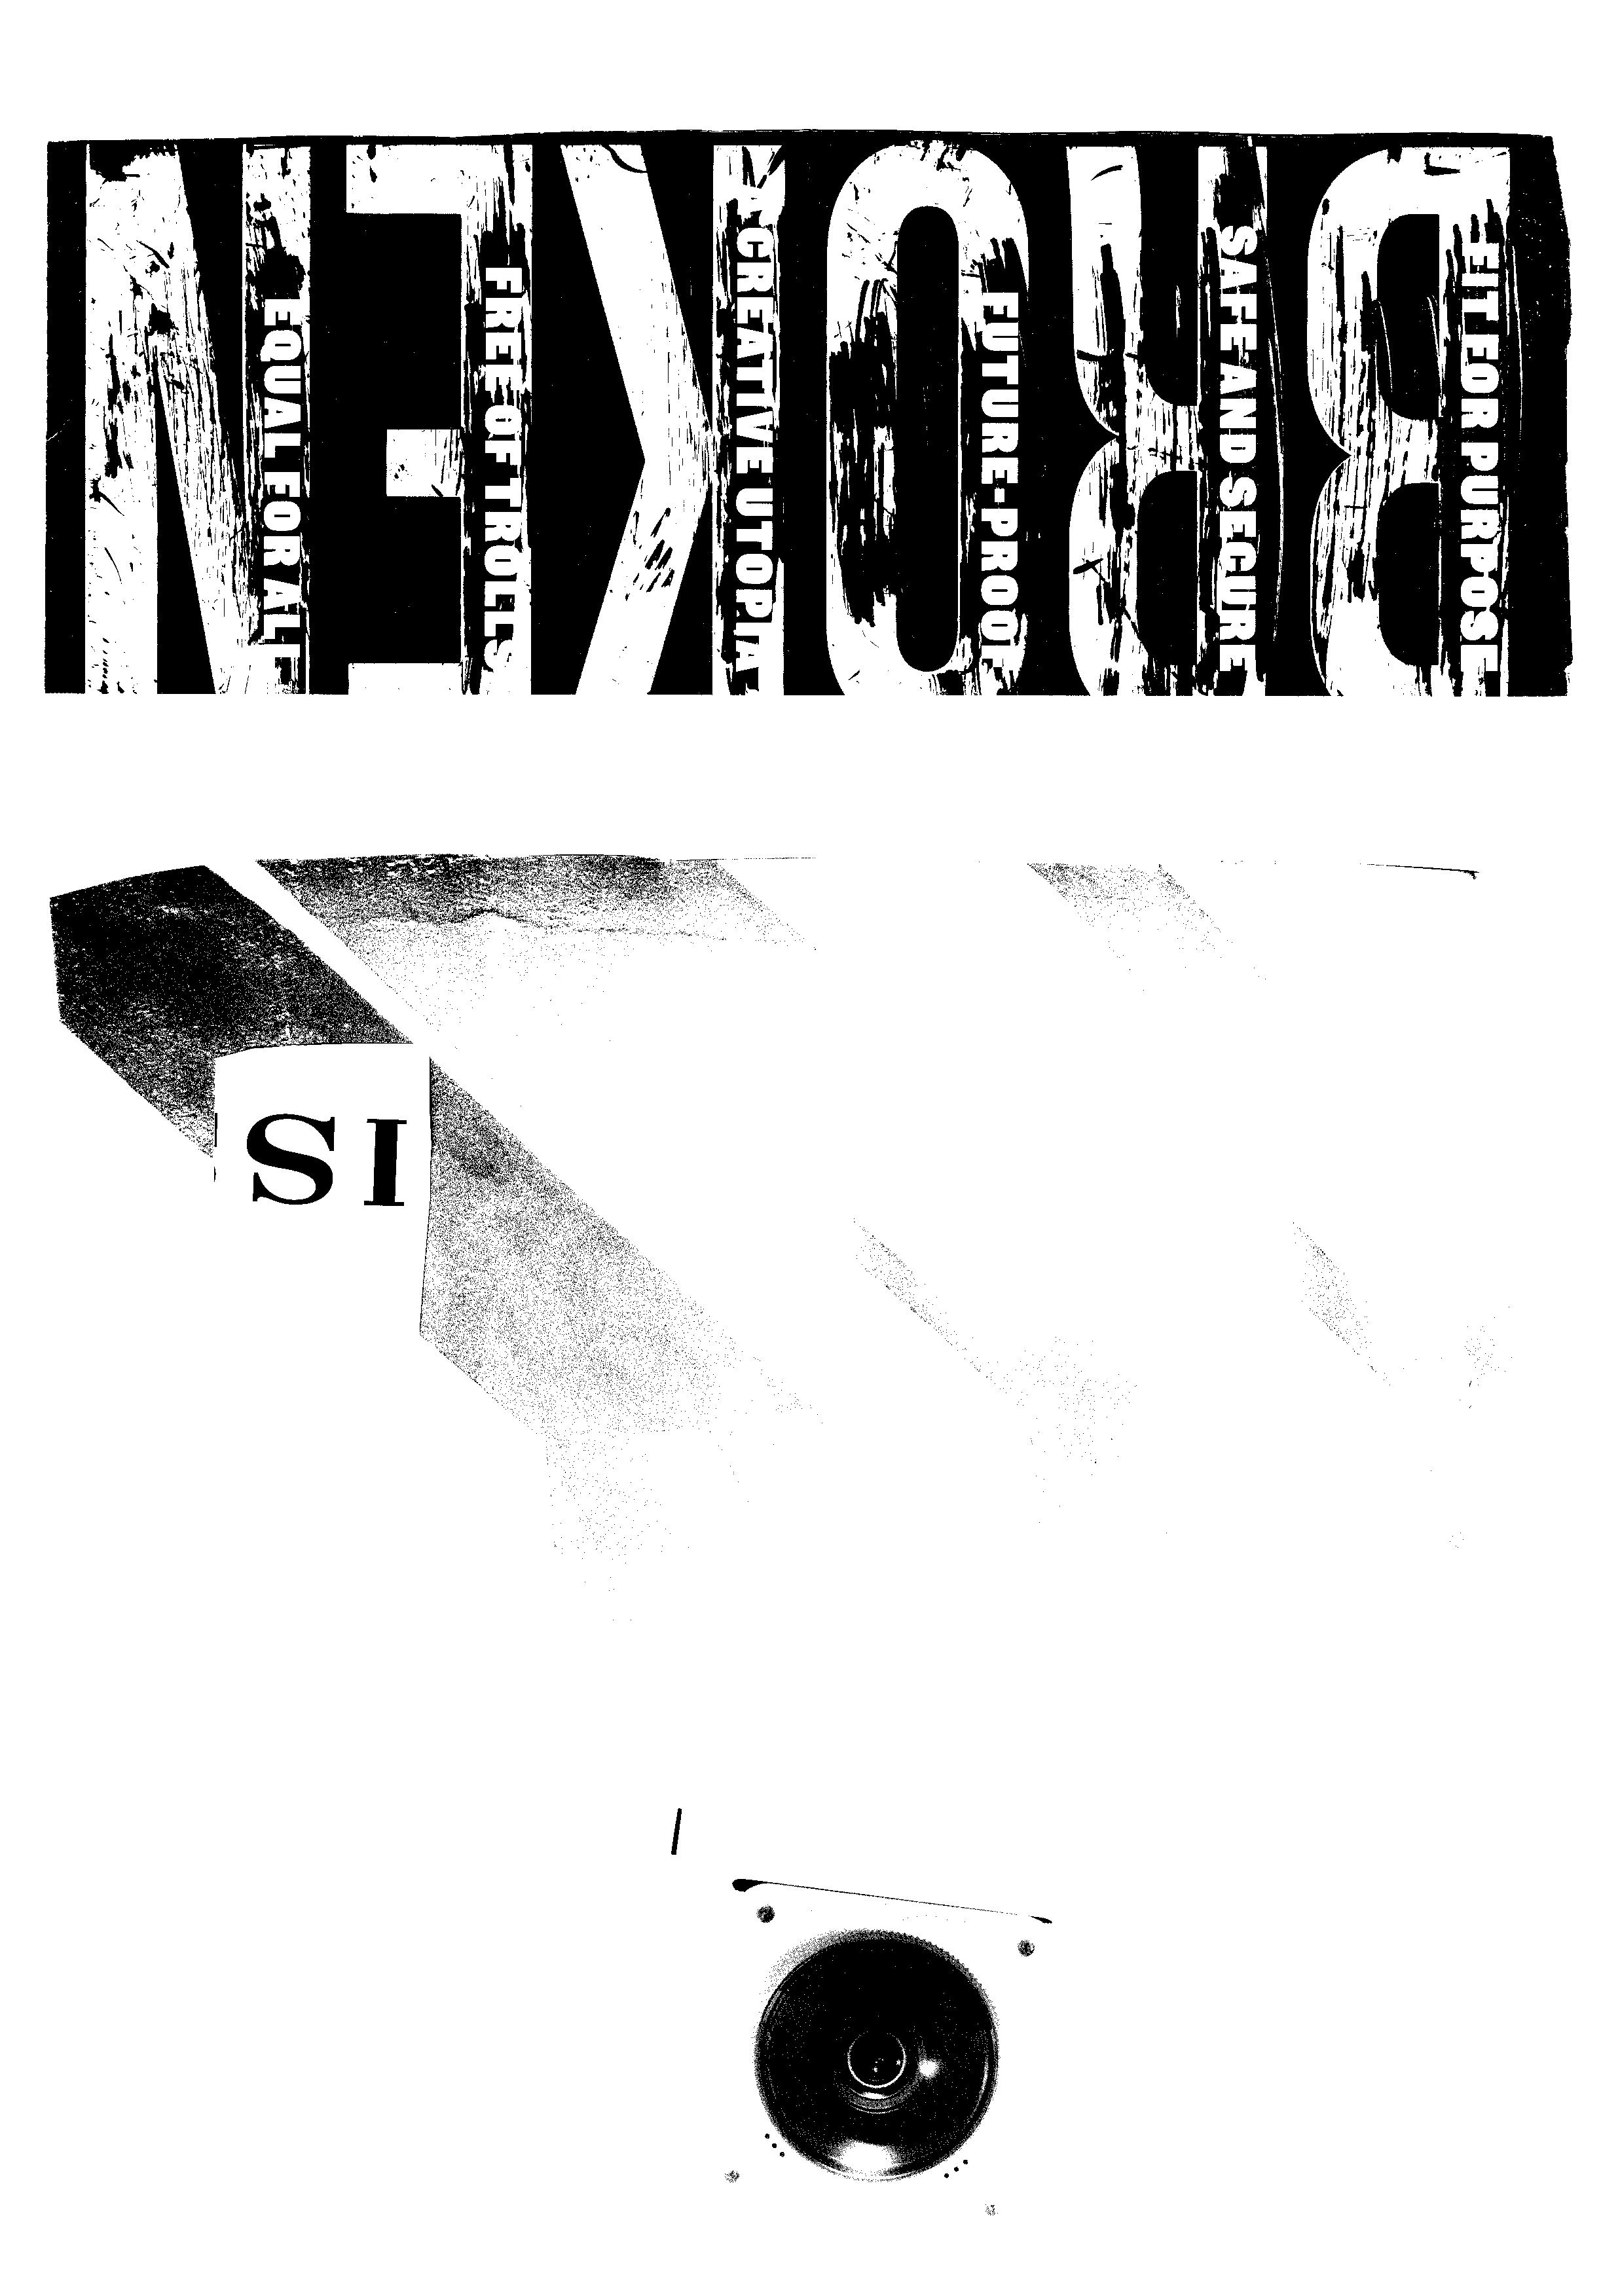 BROKEN
FIT FOR PURPOSE
SAFE AND SECURE
FUTURE-PROOF
A CREATIVE UTOPIA
FREE OF TROLLS
EQUAL FOR ALL
SI